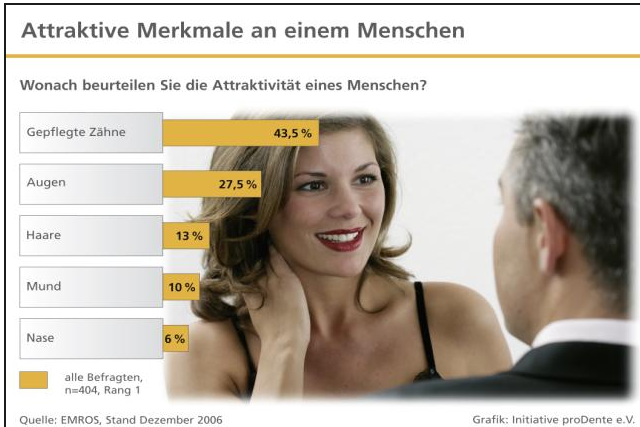 Attraktive Merkmale an einem Menschen
Wonach beurteilen Sie die Attraktivität eines Menschen?
Gepflegte Zähne 43,5 %
Augen 27,5 %
Haare 13 %
Mund 10 %
Nase 6 %
alle Befragten,
n=404, Rang 1
Quelle: EMROS, Stand Dezember 2006 Grafik: Initiative proDente e.V.